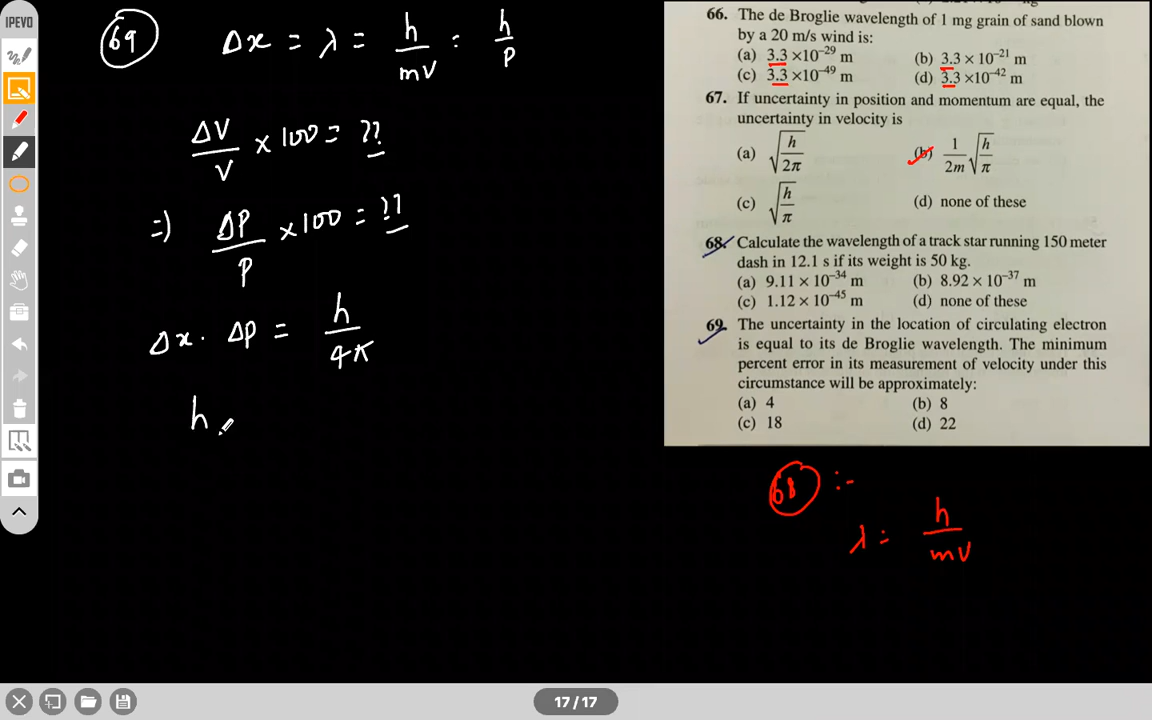 IPEVO
69 Δx = λ = h/mv = h/p
ΔV/V × 100 = ??
=) ΔP/P × 100 = ??
Δx · Δp = h/4π
h
66. The de Broglie wavelength of 1 mg grain of sand blown
by a 20 m/s wind is:
(a) 3.3 ×10⁻²⁹ m (b) 3.3 × 10⁻²¹ m
(c) 3.3 ×10⁻⁴⁹ m (d) 3.3 ×10⁻⁴² m
67. If uncertainty in position and momentum are equal, the
uncertainty in velocity is
(a) √(h/2π) (b) 1/2m √(h/π)
(c) √(h/π) (d) none of these
68. Calculate the wavelength of a track star running 150 meter
dash in 12.1 s if its weight is 50 kg.
(a) 9.11 × 10⁻³⁴ m (b) 8.92 × 10⁻³⁷ m
(c) 1.12 × 10⁻⁴⁵ m (d) none of these
69. The uncertainty in the location of circulating electron
is equal to its de Broglie wavelength. The minimum
percent error in its measurement of velocity under this
circumstance will be approximately:
(a) 4 (b) 8
(c) 18 (d) 22
68 :-
λ = h/mv
17 / 17